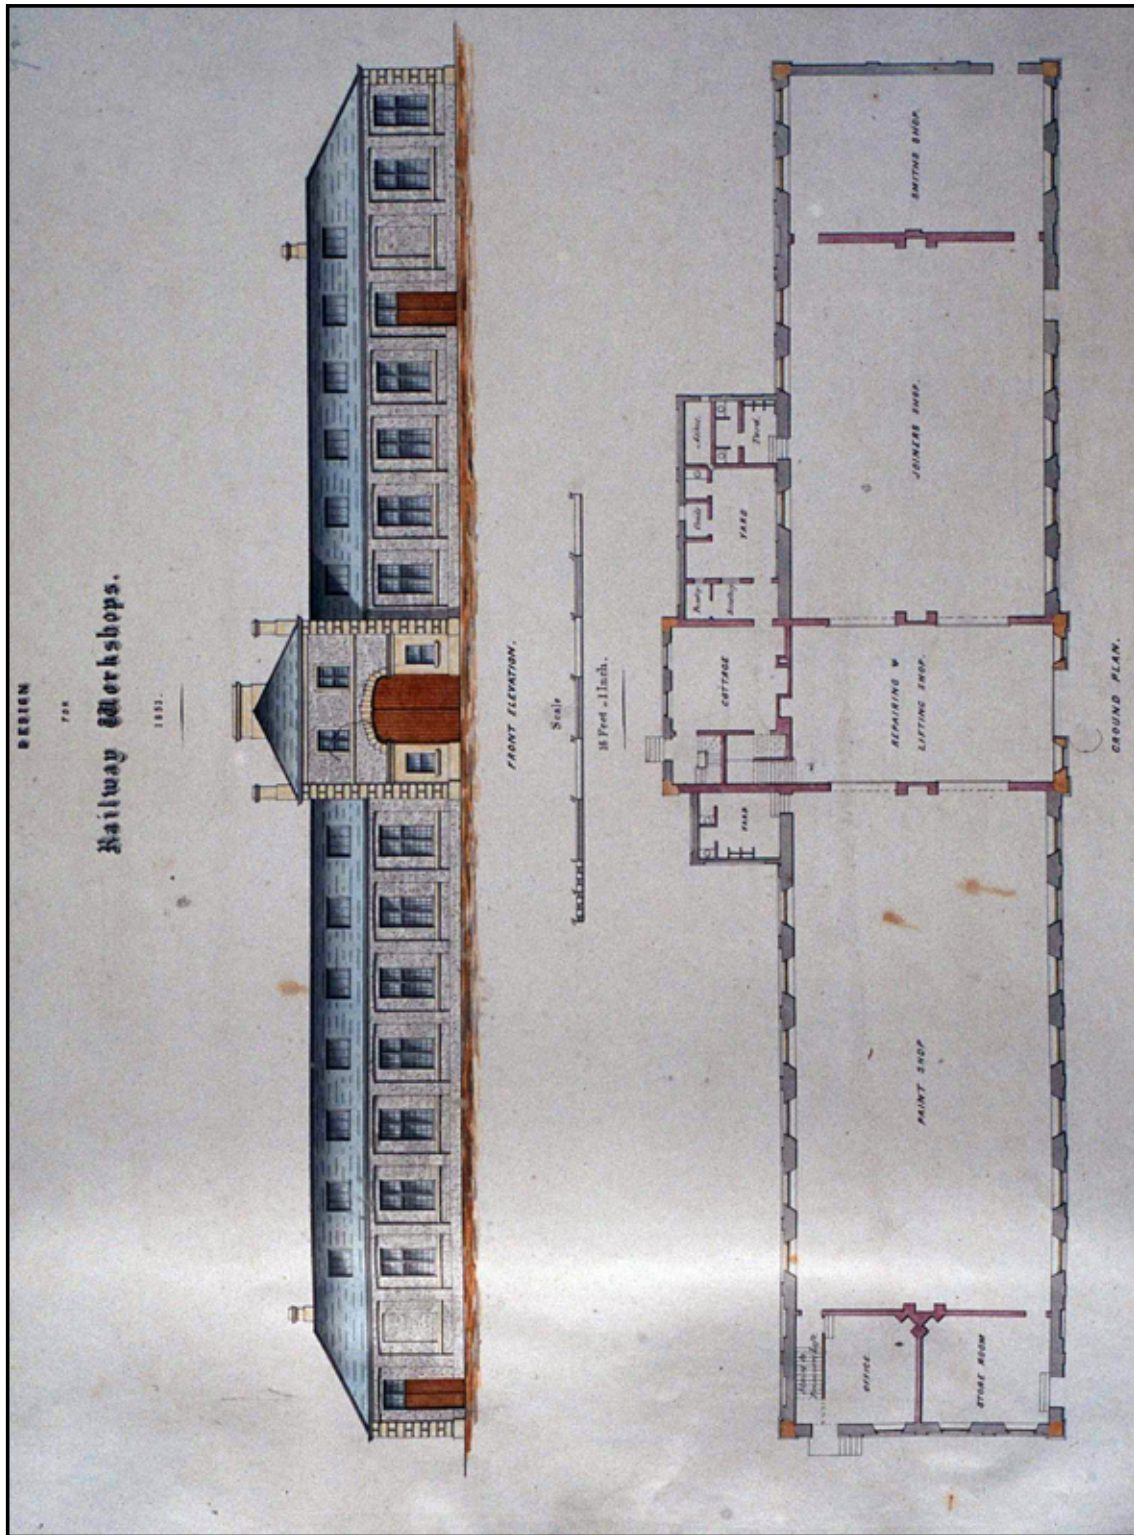 DESIGN
FOR
Railway Workshops.
FRONT ELEVATION.
Scale
16 Feet = 1 Inch.
SMITHS SHOP.
JOINERS SHOP.
Yard.
YARD
COTTAGE
REPAIRING &
LIFTING SHOP.
YARD
PAINT SHOP
OFFICE
STORE ROOM
GROUND PLAN.